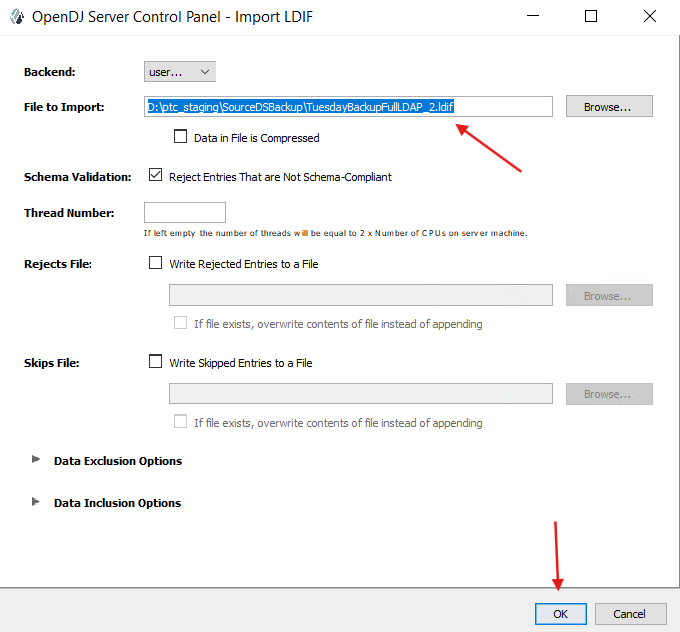 OpenDJ Server Control Panel - Import LDIF
Backend: user...
File to Import: D:\ptc_staging\SourceDSBackup\TuesdayBackupFullLDAP_2.ldif Browse...
Data in File is Compressed
Schema Validation: Reject Entries That are Not Schema-Compliant
Thread Number:
If left empty the number of threads will be equal to 2 x Number of CPUs on server machine.
Rejects File: Write Rejected Entries to a File
Browse...
If file exists, overwrite contents of file instead of appending
Skips File: Write Skipped Entries to a File
Browse...
If file exists, overwrite contents of file instead of appending
Data Exclusion Options
Data Inclusion Options
OK Cancel